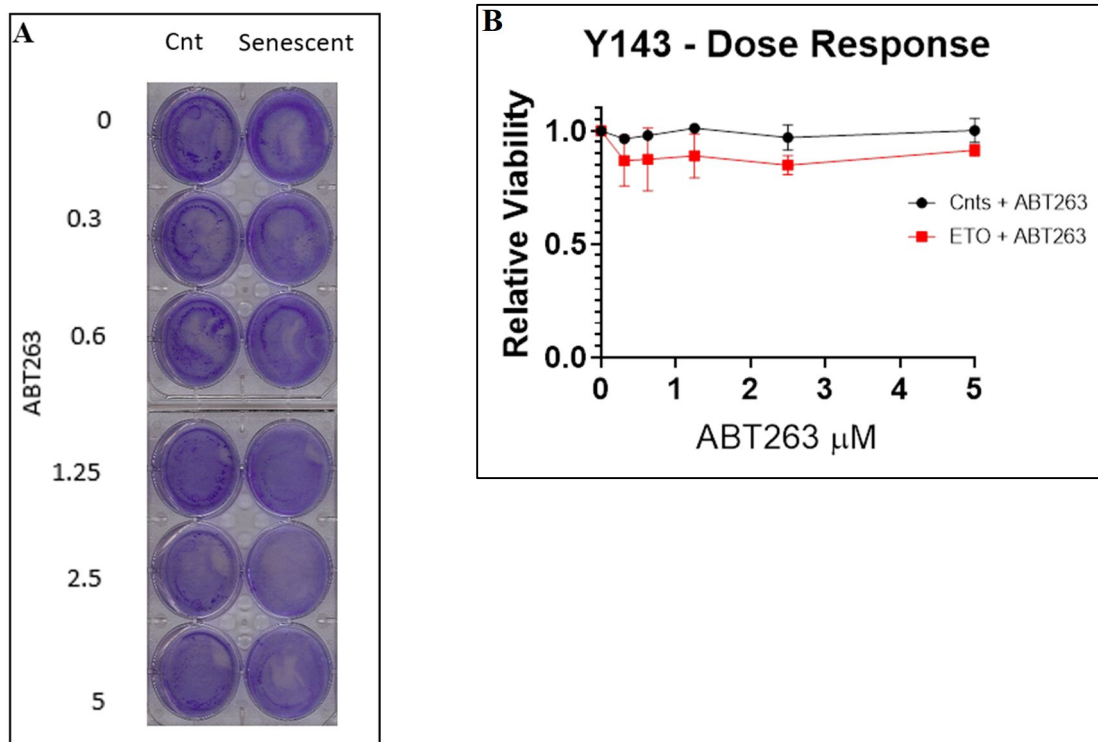 A
Cnt Senescent
0
0.3
0.6
ABT263
1.25
2.5
5
B
Y143 - Dose Response
Relative Viability
1.0
0.5
0.0
Cnts + ABT263
ETO + ABT263
0 1 2 3 4 5
ABT263 μM